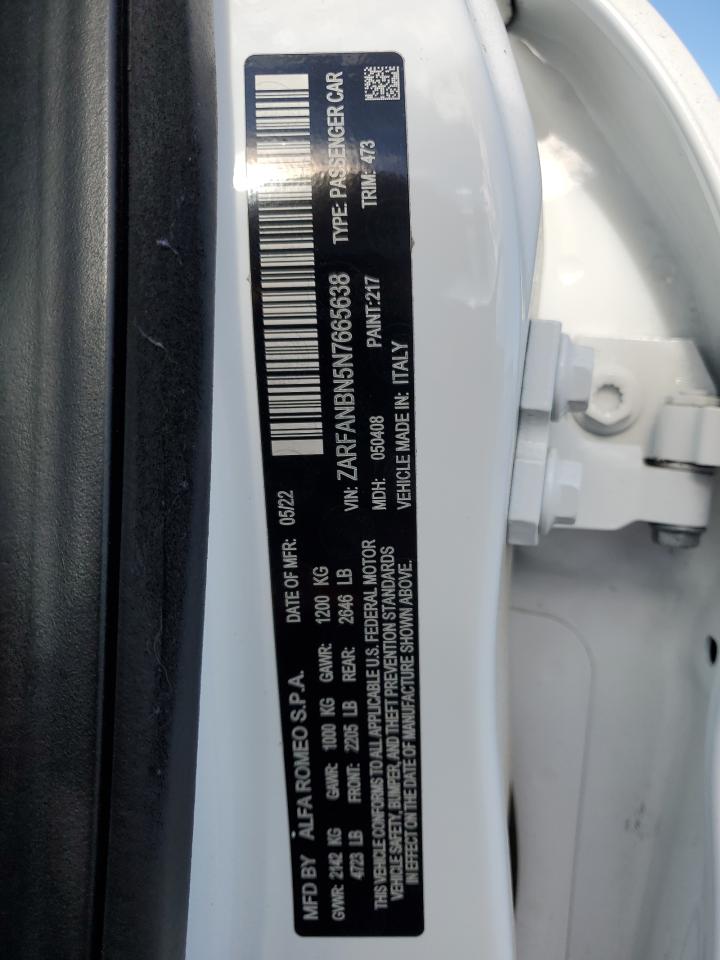 MFD BY ALFA ROMEO S.P.A. DATE OF MFR: 05/22
GVWR: 2142 KG GAWR: 1000 KG GAWR: 1200 KG
4723 LB FRONT: 2205 LB REAR: 2646 LB
THIS VEHICLE CONFORMS TO ALL APPLICABLE U.S. FEDERAL MOTOR
VEHICLE SAFETY, BUMPER, AND THEFT PREVENTION STANDARDS
IN EFFECT ON THE DATE OF MANUFACTURE SHOWN ABOVE.
VIN: ZARFANBN5N7665638 TYPE: PASSENGER CAR
MDH: 050408 PAINT:217 TRIM: 473
VEHICLE MADE IN: ITALY